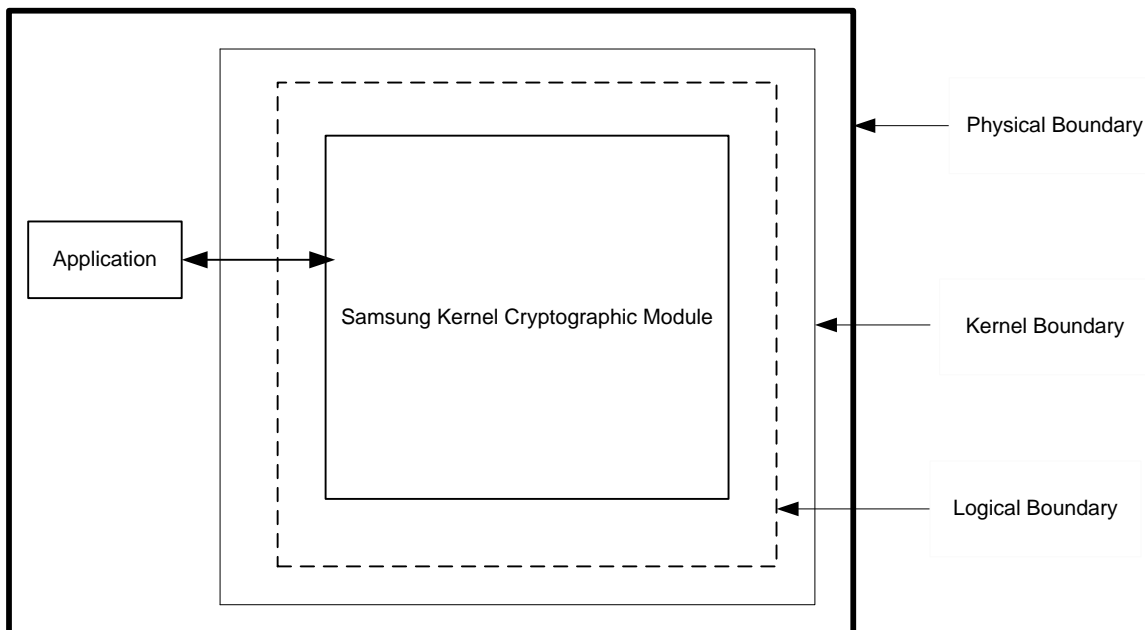 Physical Boundary
Application
Samsung Kernel Cryptographic Module
Kernel Boundary
Logical Boundary